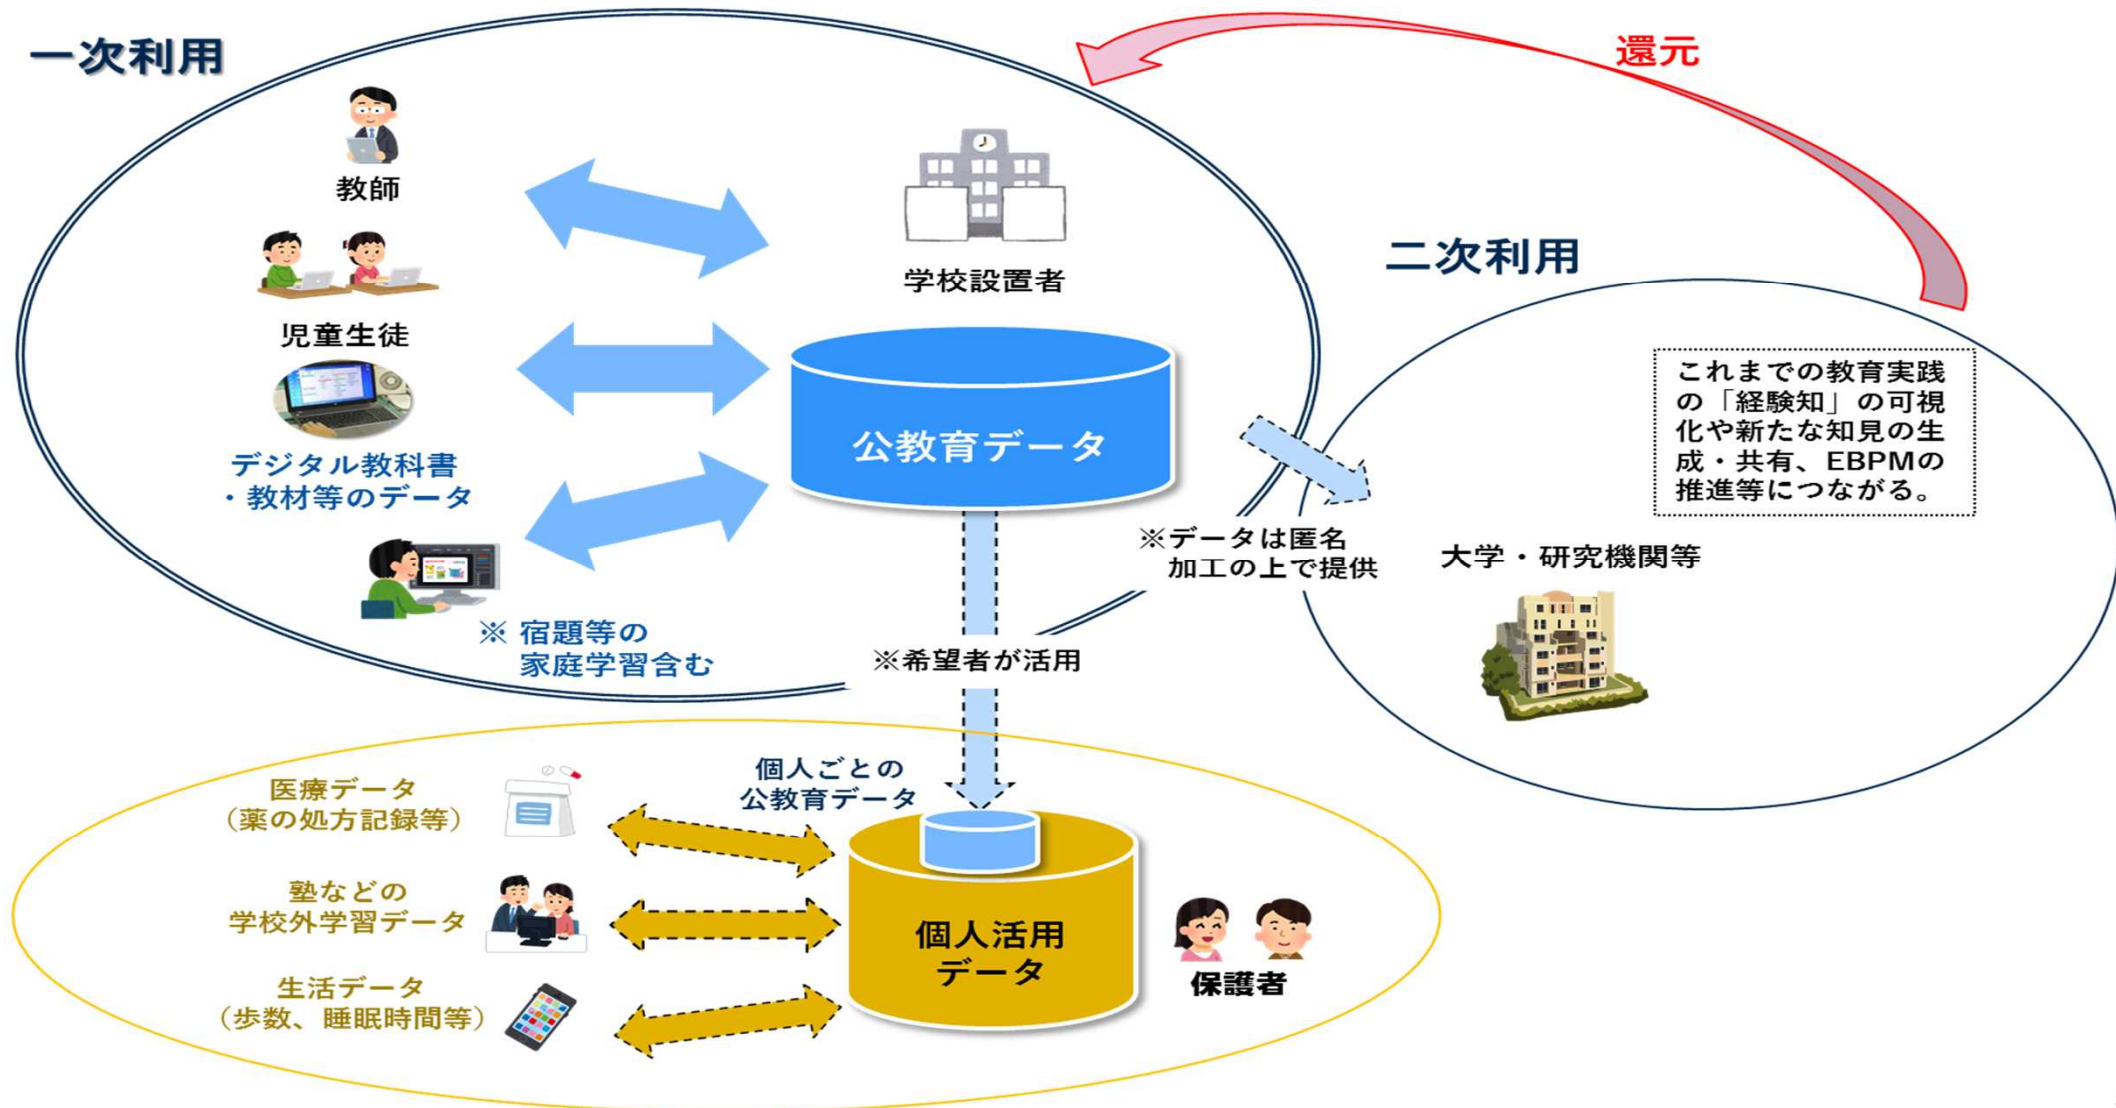 一次利用
還元
教師
学校設置者
児童生徒
デジタル教科書
・教材等のデータ
※ 宿題等の
家庭学習含む
公教育データ
二次利用
これまでの教育実践
の「経験知」の可視
化や新たな知見の生
成・共有、EBPMの
推進等につながる。
※データは匿名
加工の上で提供
大学・研究機関等
※希望者が活用
個人ごとの
公教育データ
医療データ
（薬の処方記録等）
塾などの
学校外学習データ
生活データ
（歩数、睡眠時間等）
個人活用
データ
保護者